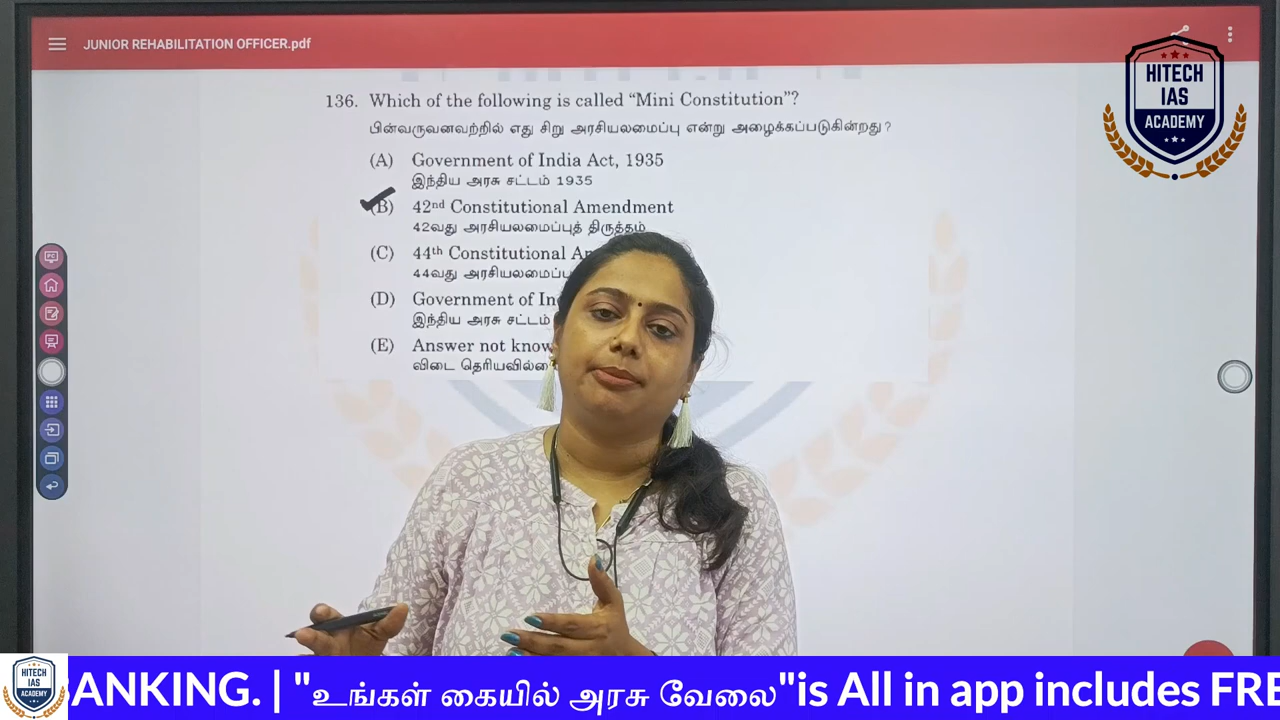 JUNIOR REHABILITATION OFFICER.pdf
HITECH
IAS
ACADEMY
136. Which of the following is called “Mini Constitution”?
பின்வருவனவற்றில் எது சிறு அரசியலமைப்பு என்று அழைக்கப்படுகின்றது?
(A) Government of India Act, 1935
இந்திய அரசு சட்டம் 1935
(B) 42nd Constitutional Amendment
42வது அரசியலமைப்புத் திருத்தம்
(C) 44th Constitutional
44வது
(D) Government of
இந்திய அரசு சட்டம்
(E) Answer not
விடை
HITECH
IAS
ACADEMY
ANKING. | "உங்கள் கையில் அரசு வேலை"is All in app includes FRE